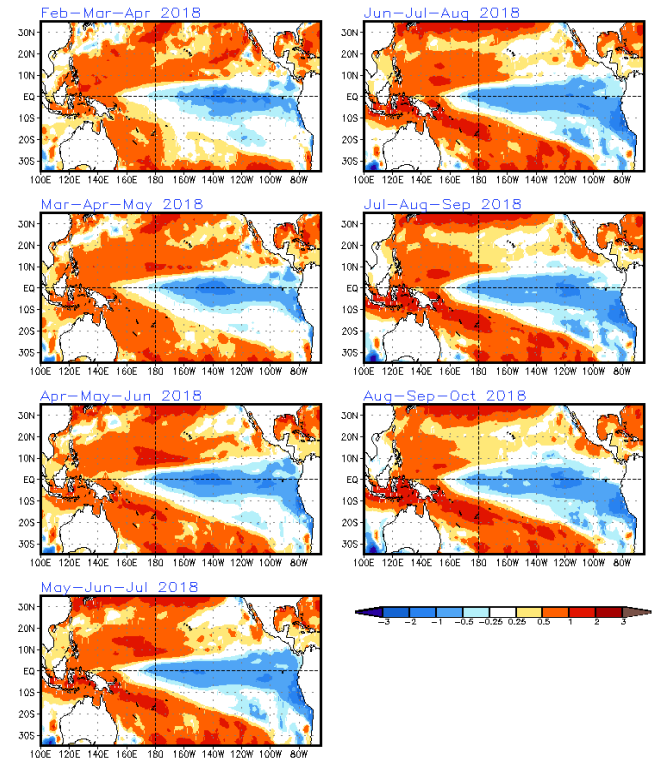 Feb-Mar-Apr 2018
30N
20N
10N
EQ
10S
20S
30S
100E 120E 140E 160E 180 160W 140W 120W 100W 80W
Mar-Apr-May 2018
30N
20N
10N
EQ
10S
20S
30S
100E 120E 140E 160E 180 160W 140W 120W 100W 80W
Apr-May-Jun 2018
30N
20N
10N
EQ
10S
20S
30S
100E 120E 140E 160E 180 160W 140W 120W 100W 80W
May-Jun-Jul 2018
30N
20N
10N
EQ
10S
20S
30S
100E 120E 140E 160E 180 160W 140W 120W 100W 80W
Jun-Jul-Aug 2018
30N
20N
10N
EQ
10S
20S
30S
100E 120E 140E 160E 180 160W 140W 120W 100W 80W
Jul-Aug-Sep 2018
30N
20N
10N
EQ
10S
20S
30S
100E 120E 140E 160E 180 160W 140W 120W 100W 80W
Aug-Sep-Oct 2018
30N
20N
10N
EQ
10S
20S
30S
100E 120E 140E 160E 180 160W 140W 120W 100W 80W
-3 -2 -1 -0.5 -0.25 0.25 0.5 1 2 3